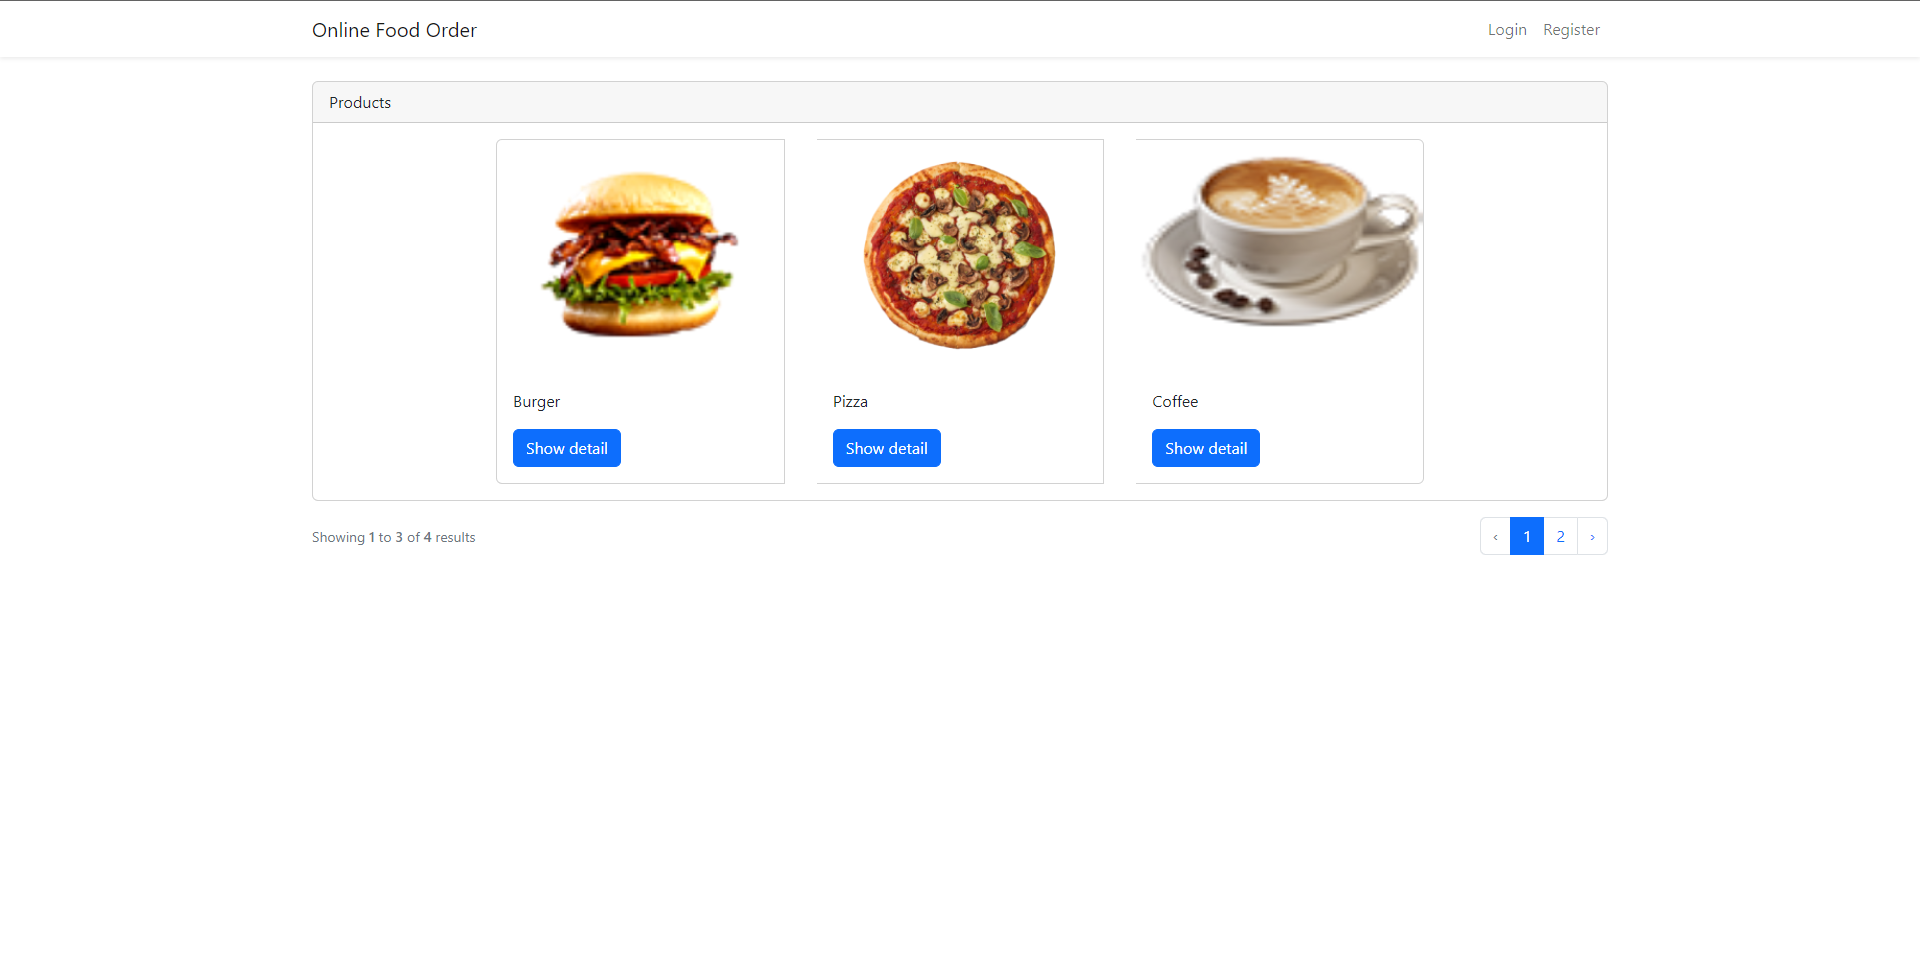 Online Food Order
Login Register
Products
Burger
Pizza
Coffee
Show detail
Show detail
Show detail
Showing 1 to 3 of 4 results
‹ 1 2 ›